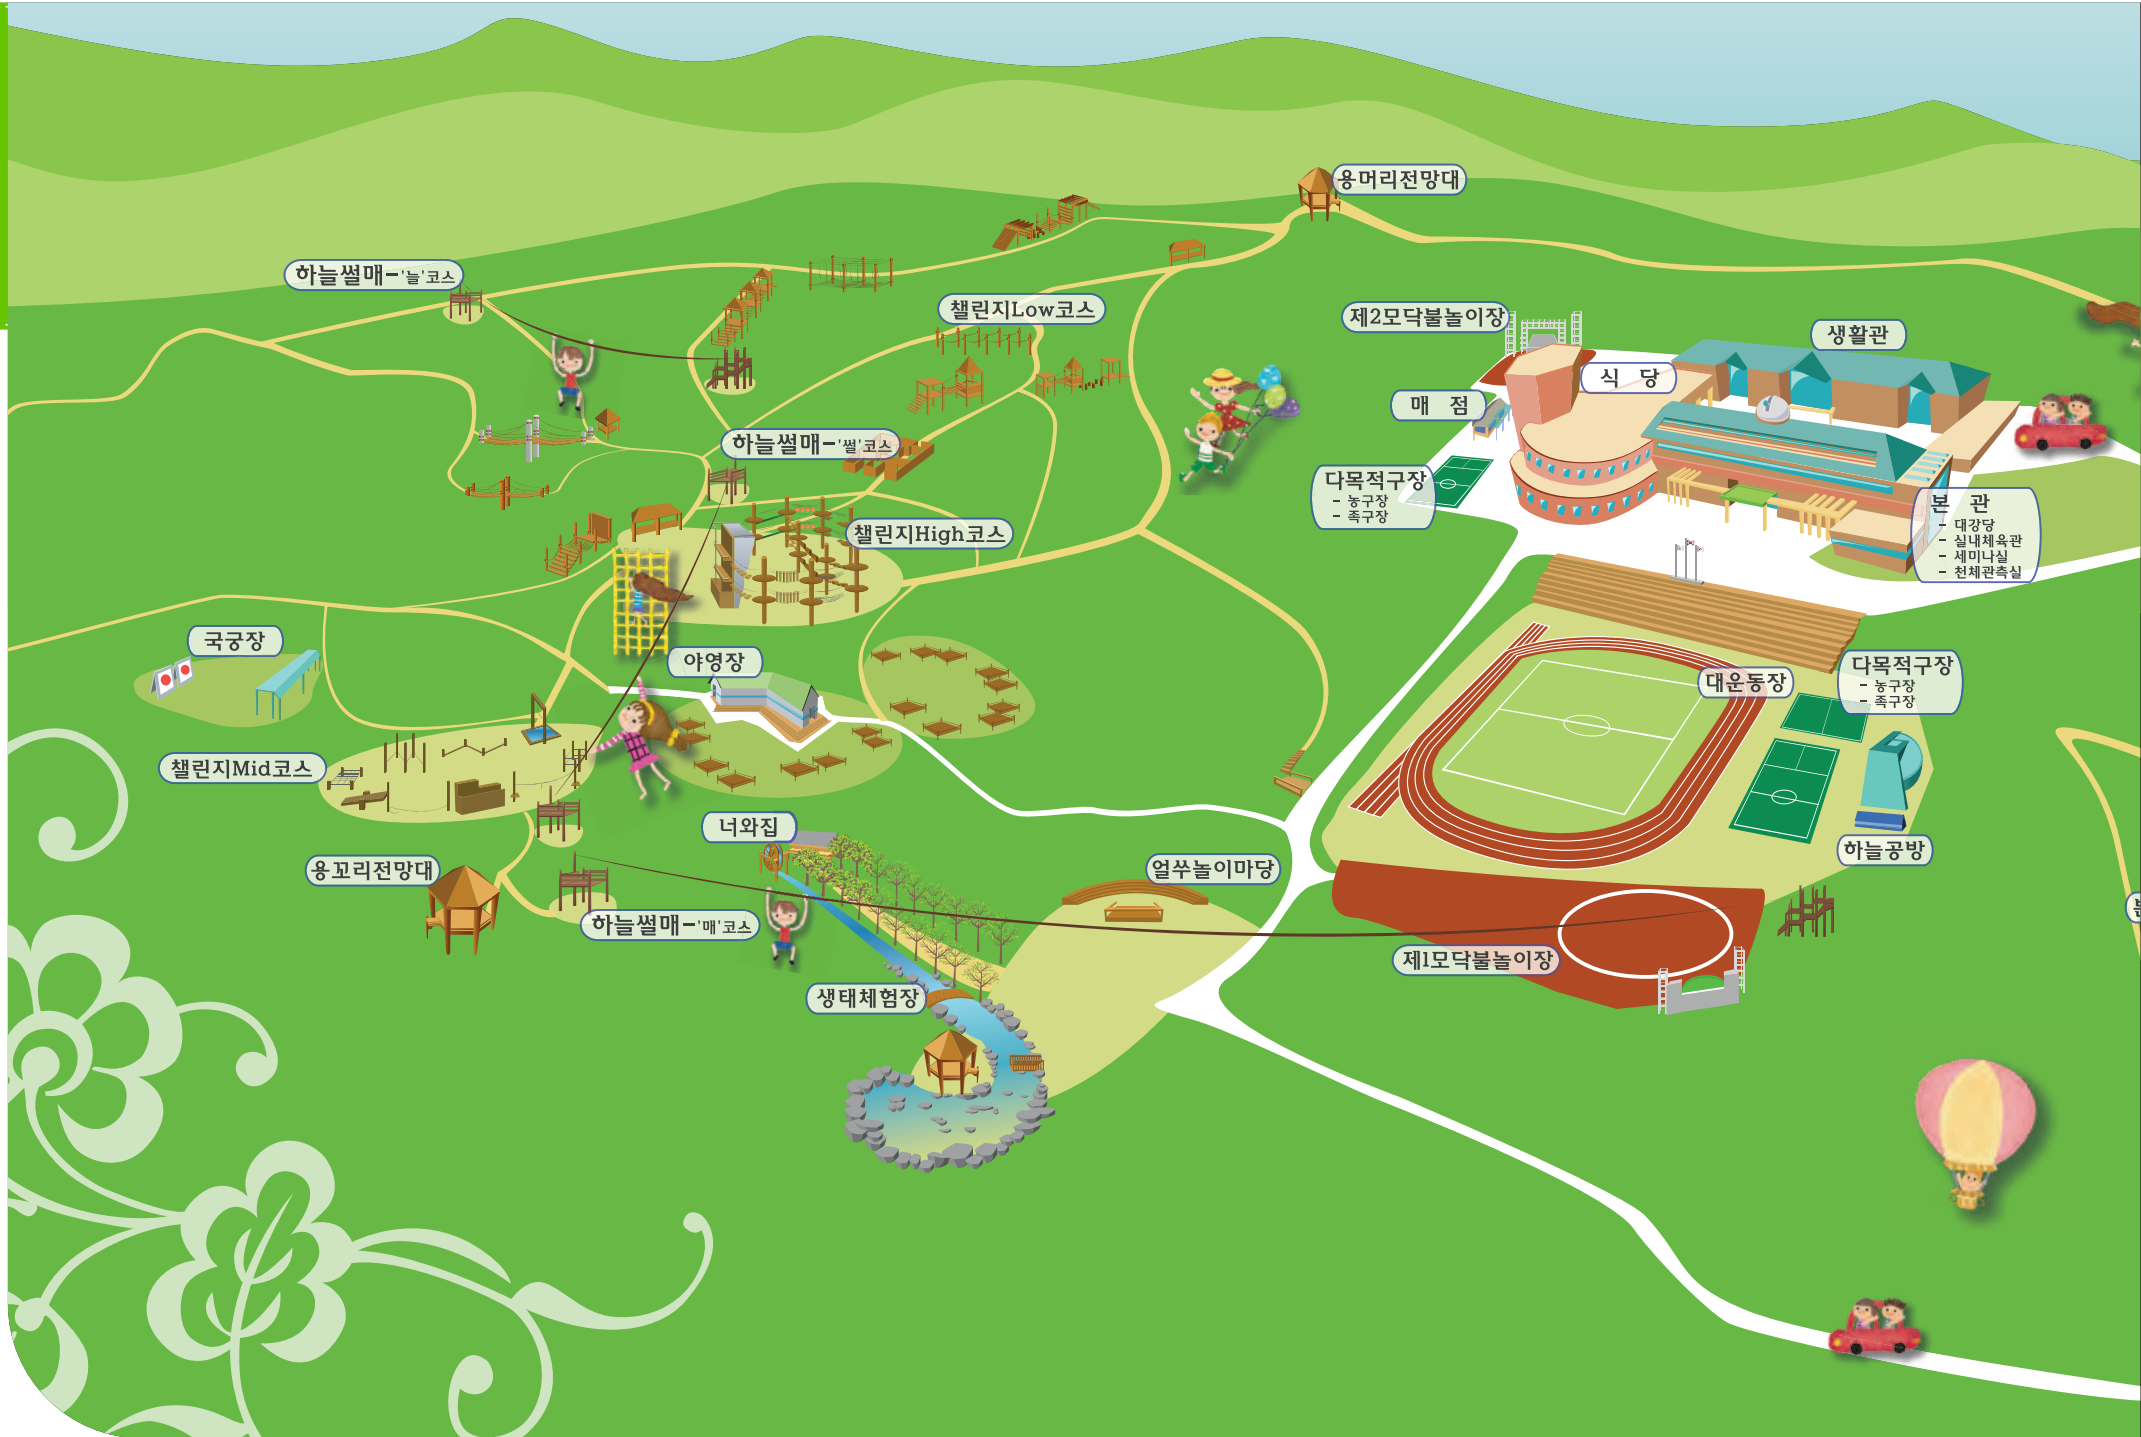 용머리전망대
하늘썰매-'늘'코스
챌린지Low코스
제2모닥불놀이장
생활관
식 당
매 점
하늘썰매-'썰'코스
다목적구장
- 농구장
- 족구장
본 관
- 대강당
- 실내체육관
- 세미나실
- 천체관측실
챌린지High코스
국궁장
야영장
대운동장
다목적구장
- 농구장
- 족구장
챌린지Mid코스
너와집
하늘공방
용꼬리전망대
얼쑤놀이마당
하늘썰매-'매'코스
제1모닥불놀이장
생태체험장